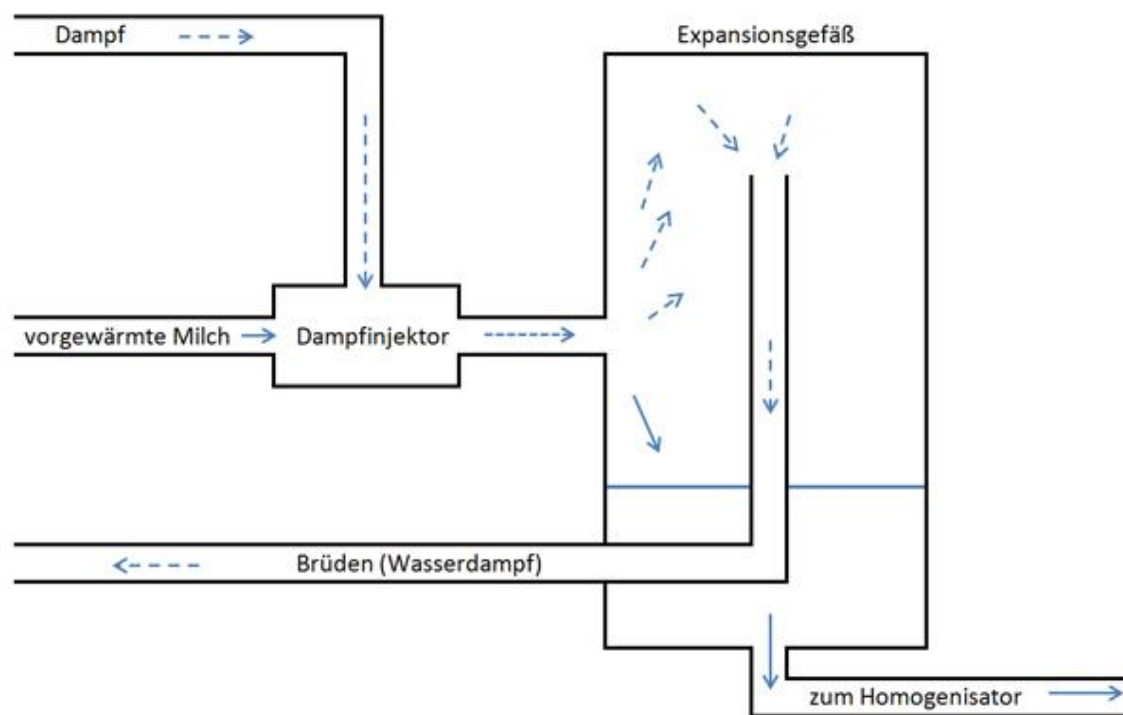 Dampf
Expansionsgefäß
vorgewärmte Milch
Dampfinjektor
Brüden (Wasserdampf)
zum Homogenisator